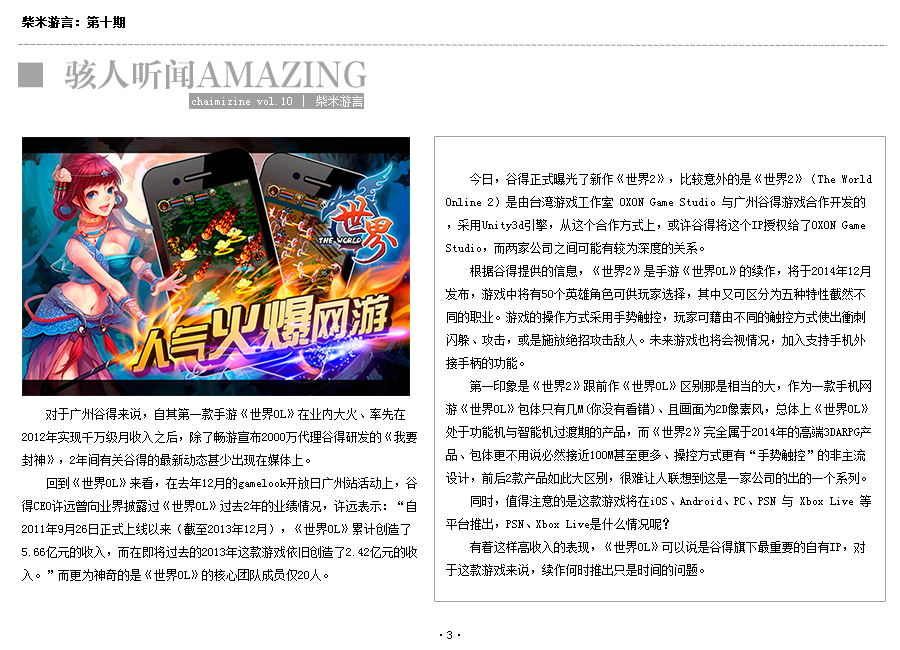 柴米游言：第十期
骇人听闻AMAZING
chaimizine vol.10 | 柴米游言
THE WORLD
世界
人气火爆网游
对于广州谷得来说，自其第一款手游《世界OL》在业内大火、率先在
2012年实现千万级月收入之后，除了畅游宣布2000万代理谷得研发的《我要
封神》，2年间有关谷得的最新动态甚少出现在媒体上。
回到《世界OL》来看，在去年12月的gamelook开放日广州站活动上，谷
得CEO许远曾向业界披露过《世界OL》过去2年的业绩情况，许远表示：“自
2011年9月26日正式上线以来（截至2013年12月），《世界OL》累计创造了
5.66亿元的收入，而在即将过去的2013年这款游戏依旧创造了2.42亿元的收
入。”而更为神奇的是《世界OL》的核心团队成员仅20人。
今日，谷得正式曝光了新作《世界2》，比较意外的是《世界2》（The World
Online 2）是由台湾游戏工作室 OXON Game Studio 与广州谷得游戏合作开发的
，采用Unity3d引擎，从这个合作方式上，或许谷得将这个IP授权给了OXON Game
Studio，而两家公司之间可能有较为深度的关系。
根据谷得提供的信息，《世界2》是手游《世界OL》的续作，将于2014年12月
发布，游戏中将有50个英雄角色可供玩家选择，其中又可区分为五种特性截然不
同的职业。游戏的操作方式采用手势触控，玩家可藉由不同的触控方式使出衝刺
闪躲、攻击，或是施放绝招攻击敌人。未来游戏也将会视情况，加入支持手机外
接手柄的功能。
第一印象是《世界2》跟前作《世界OL》区别那是相当的大，作为一款手机网
游《世界OL》包体只有几M(你没有看错)、且画面为2D像素风，总体上《世界OL》
处于功能机与智能机过渡期的产品，而《世界2》完全属于2014年的高端3DARPG产
品、包体更不用说必然接近100M甚至更多、操控方式更有“手势触控”的非主流
设计，前后2款产品如此大区别，很难让人联想到这是一家公司的出的一个系列。
同时，值得注意的是这款游戏将在iOS、Android、PC、PSN 与 Xbox Live 等
平台推出，PSN、Xbox Live是什么情况呢？
有着这样高收入的表现，《世界OL》可以说是谷得旗下最重要的自有IP，对
于这款游戏来说，续作何时推出只是时间的问题。
·3·